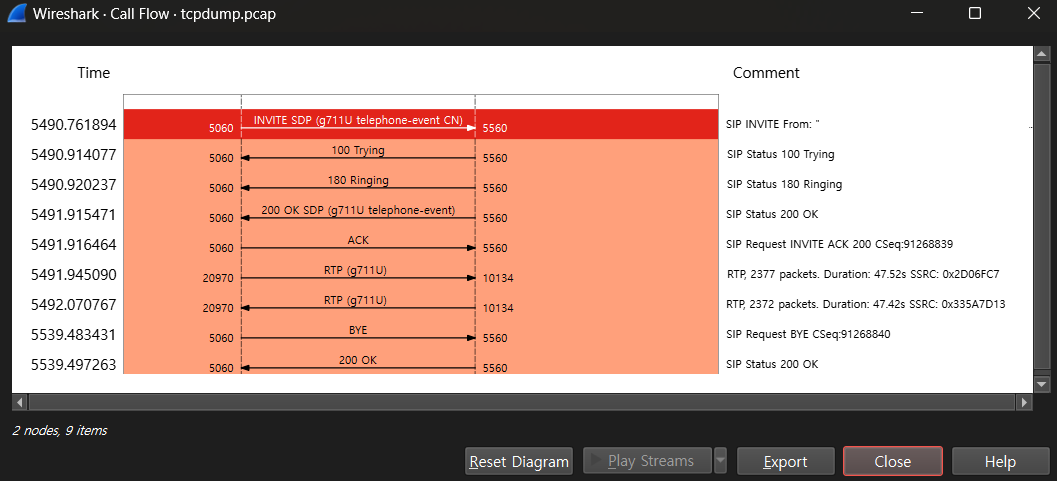 Wireshark · Call Flow · tcpdump.pcap
Time Comment
5490.761894 5060 INVITE SDP (g711U telephone-event CN) 5560 SIP INVITE From: " ..
5490.914077 5060 100 Trying 5560 SIP Status 100 Trying
5490.920237 5060 180 Ringing 5560 SIP Status 180 Ringing
5491.915471 5060 200 OK SDP (g711U telephone-event) 5560 SIP Status 200 OK
5491.916464 5060 ACK 5560 SIP Request INVITE ACK 200 CSeq:91268839
5491.945090 20970 RTP (g711U) 10134 RTP, 2377 packets. Duration: 47.52s SSRC: 0x2D06FC7
5492.070767 20970 RTP (g711U) 10134 RTP, 2372 packets. Duration: 47.42s SSRC: 0x335A7D13
5539.483431 5060 BYE 5560 SIP Request BYE CSeq:91268840
5539.497263 5060 200 OK 5560 SIP Status 200 OK
2 nodes, 9 items
Reset Diagram Play Streams Export Close Help